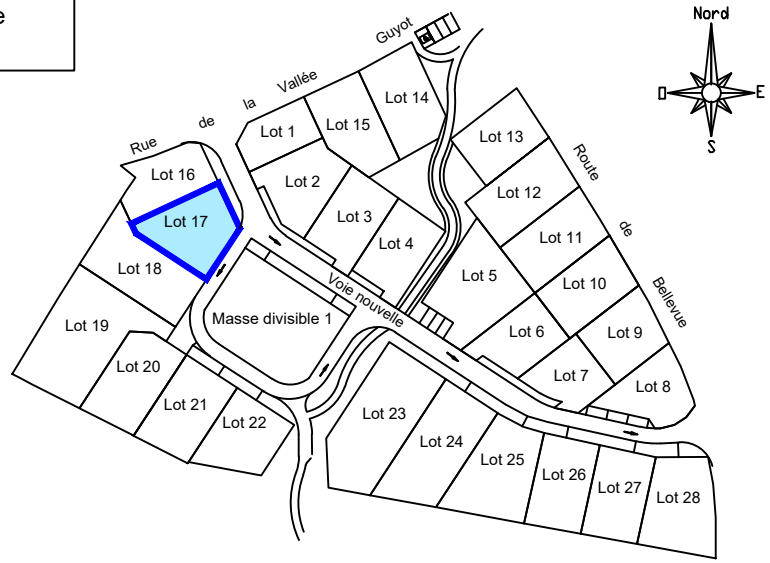 e
Nord
E
S
Rue de la Vallée Guyot
Lot 1
Lot 15
Lot 14
Lot 13
Lot 16
Lot 2
Lot 12
Lot 17
Lot 3
Lot 4
Lot 11
Lot 18
Lot 5
Lot 10
Route de Bellevue
Voie nouvelle
Masse divisible 1
Lot 19
Lot 6
Lot 9
Lot 20
Lot 7
Lot 8
Lot 21
Lot 22
Lot 23
Lot 24
Lot 25
Lot 26
Lot 27
Lot 28